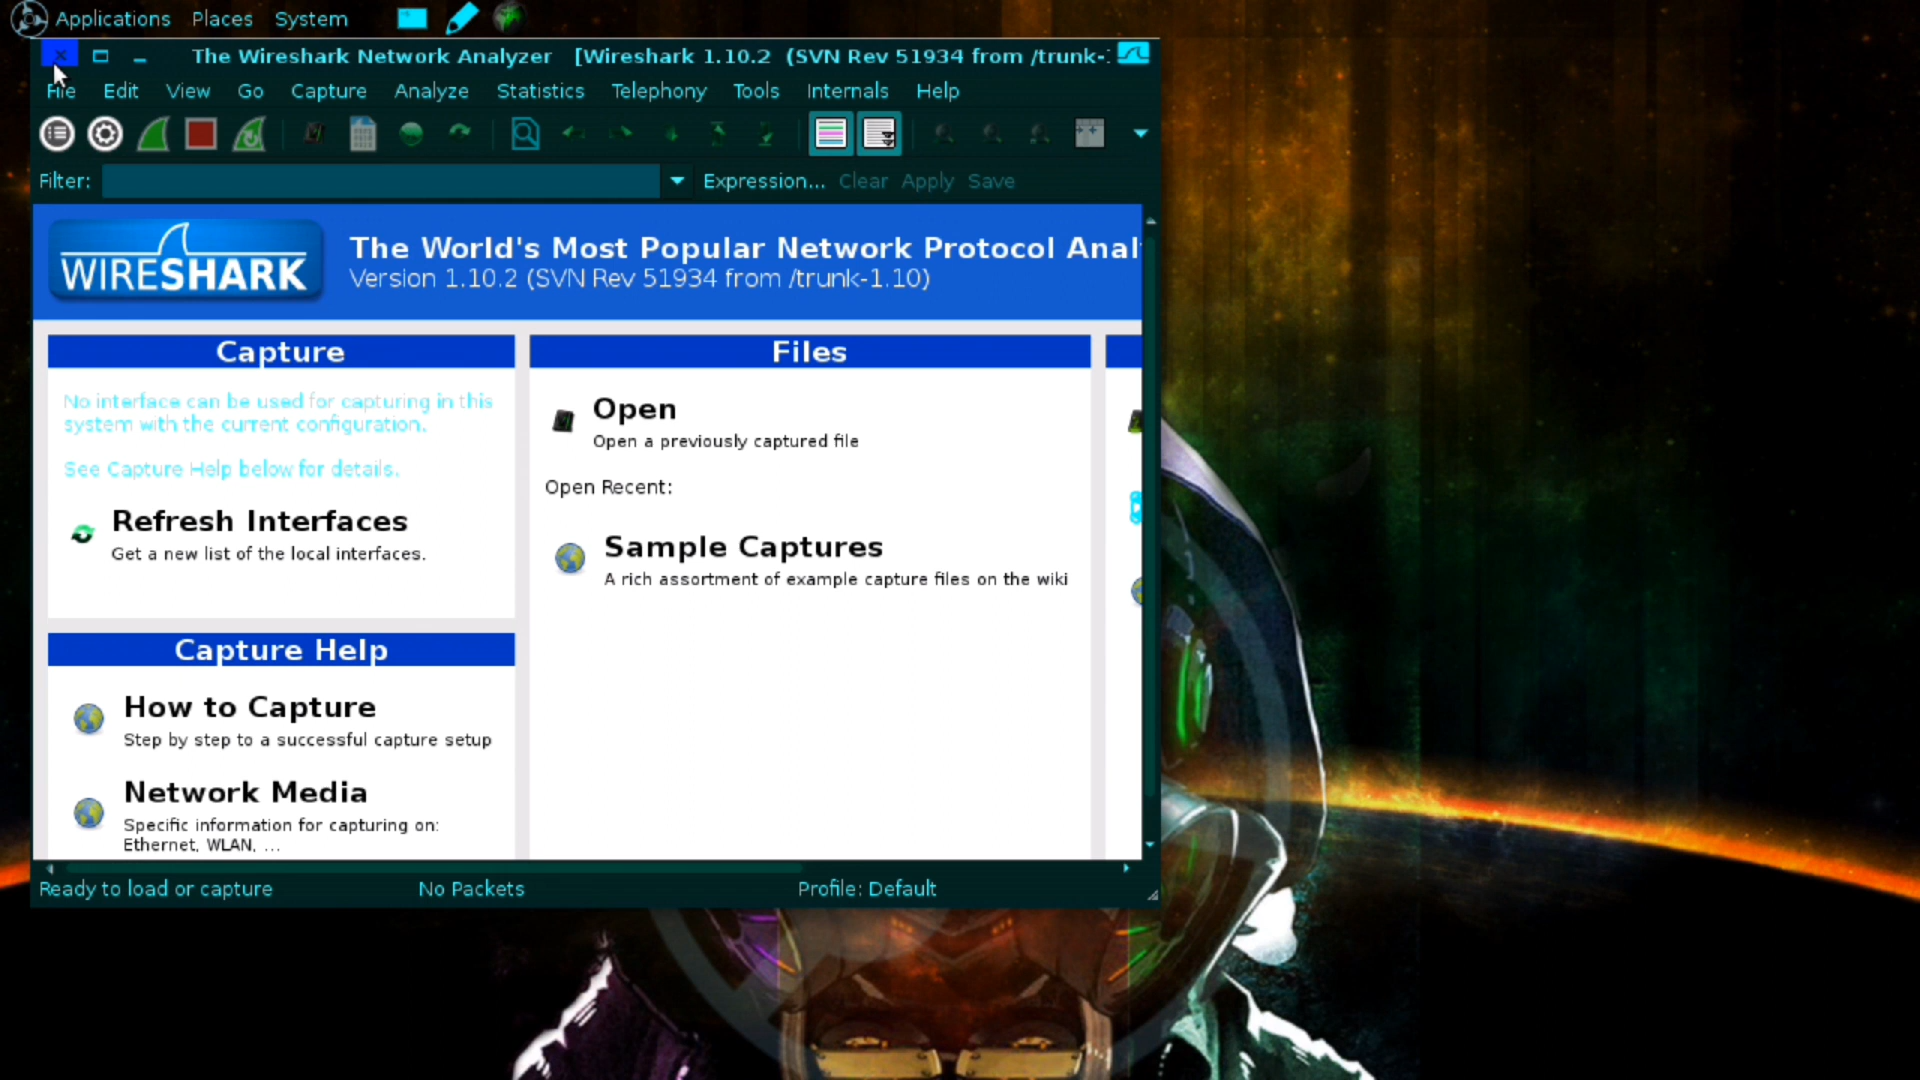 Applications Places System
The Wireshark Network Analyzer [Wireshark 1.10.2 (SVN Rev 51934 from /trunk-:
File Edit View Go Capture Analyze Statistics Telephony Tools Internals Help
Filter: Expression... Clear Apply Save
WIRESHARK
The World's Most Popular Network Protocol Anal
Version 1.10.2 (SVN Rev 51934 from /trunk-1.10)
Capture
No interface can be used for capturing in this
system with the current configuration.
See Capture Help below for details.
Refresh Interfaces
Get a new list of the local interfaces.
Capture Help
How to Capture
Step by step to a successful capture setup
Network Media
Specific information for capturing on:
Ethernet, WLAN, ...
Files
Open
Open a previously captured file
Open Recent:
Sample Captures
A rich assortment of example capture files on the wiki
Ready to load or capture No Packets Profile: Default